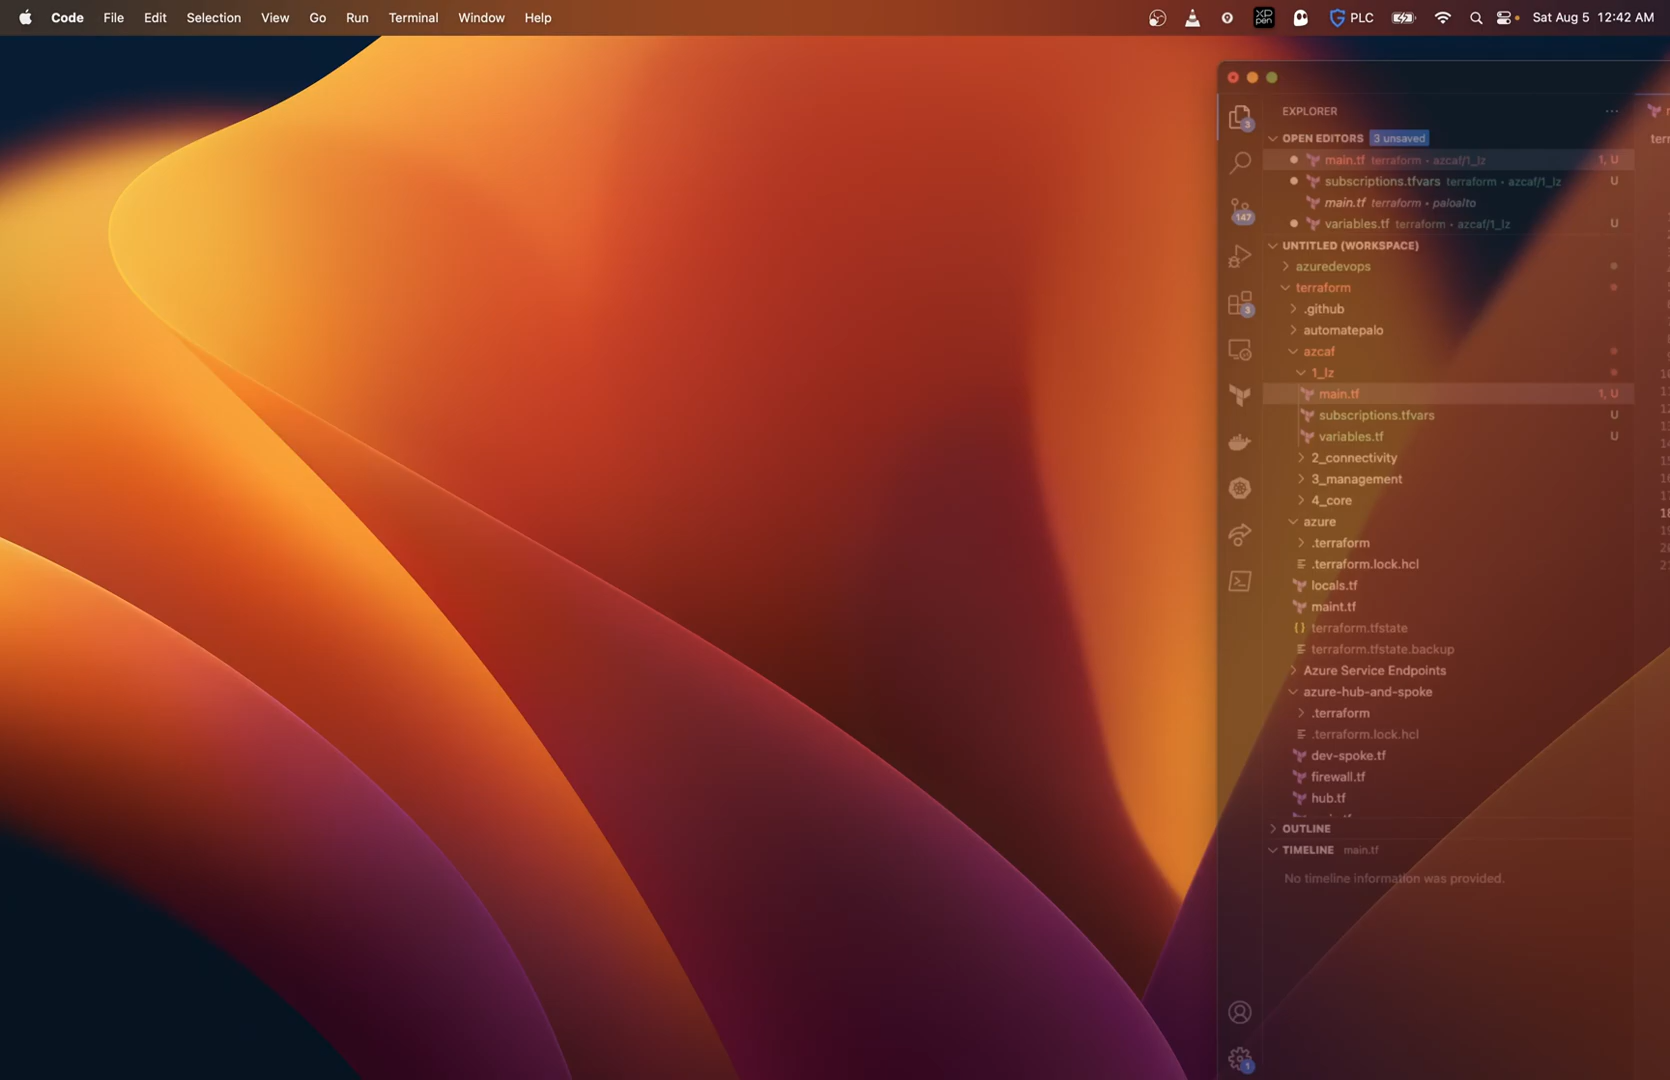 Code File Edit Selection View Go Run Terminal Window Help XP pen PLC Sat Aug 5 12:42 AM
EXPLORER
OPEN EDITORS 3 unsaved
main.tf terraform • azcaf/1_lz 1, U
subscriptions.tfvars terraform • azcaf/1_lz U
main.tf terraform • paloalto
variables.tf terraform • azcaf/1_lz U
UNTITLED (WORKSPACE)
azuredevops
terraform
.github
automatepalo
azcaf
1_lz
main.tf 1, U
subscriptions.tfvars U
variables.tf U
2_connectivity
3_management
4_core
azure
.terraform
.terraform.lock.hcl
locals.tf
maint.tf
terraform.tfstate
terraform.tfstate.backup
Azure Service Endpoints
azure-hub-and-spoke
.terraform
.terraform.lock.hcl
dev-spoke.tf
firewall.tf
hub.tf
OUTLINE
TIMELINE main.tf
No timeline information was provided.
3
147
3
1